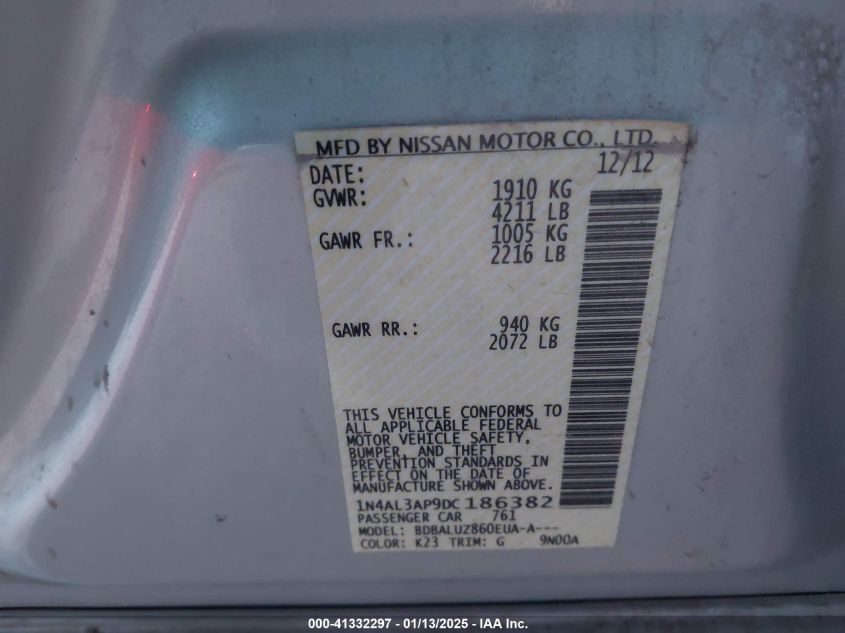 MFD BY NISSAN MOTOR CO., LTD.
DATE: 12/12
GVWR: 1910 KG
4211 LB
GAWR FR.: 1005 KG
2216 LB
GAWR RR.: 940 KG
2072 LB
THIS VEHICLE CONFORMS TO
ALL APPLICABLE FEDERAL
MOTOR VEHICLE SAFETY,
BUMPER, AND THEFT
PREVENTION STANDARDS IN
EFFECT ON THE DATE OF
MANUFACTURE SHOWN ABOVE.
1N4AL3AP9DC186382
PASSENGER CAR 761
MODEL: BDBALUZ860EUA-A---
COLOR: K23 TRIM: G 9N00A
000-41332297 - 01/13/2025 - IAA Inc.